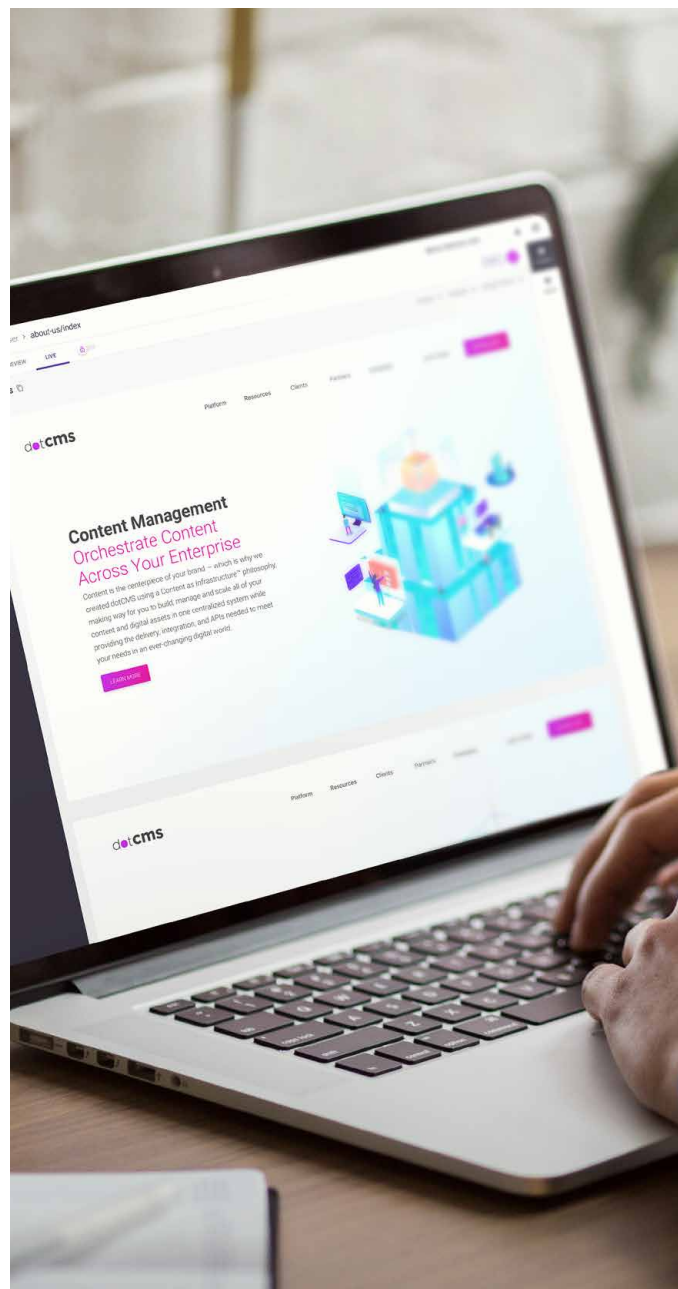 about-us/index
LIVE
dotcms
Platform Resources Clients Partners
Content Management
Orchestrate Content
Across Your Enterprise
Content is the centerpiece of your brand – which is why we
created dotCMS using a Content as Infrastructure™ philosophy,
making way for you to build, manage and scale all of your
content and digital assets in one centralized system while
providing the delivery, integration, and APIs needed to meet
your needs in an ever-changing digital world.
LEARN MORE
Platform Resources Clients Partners
dotcms